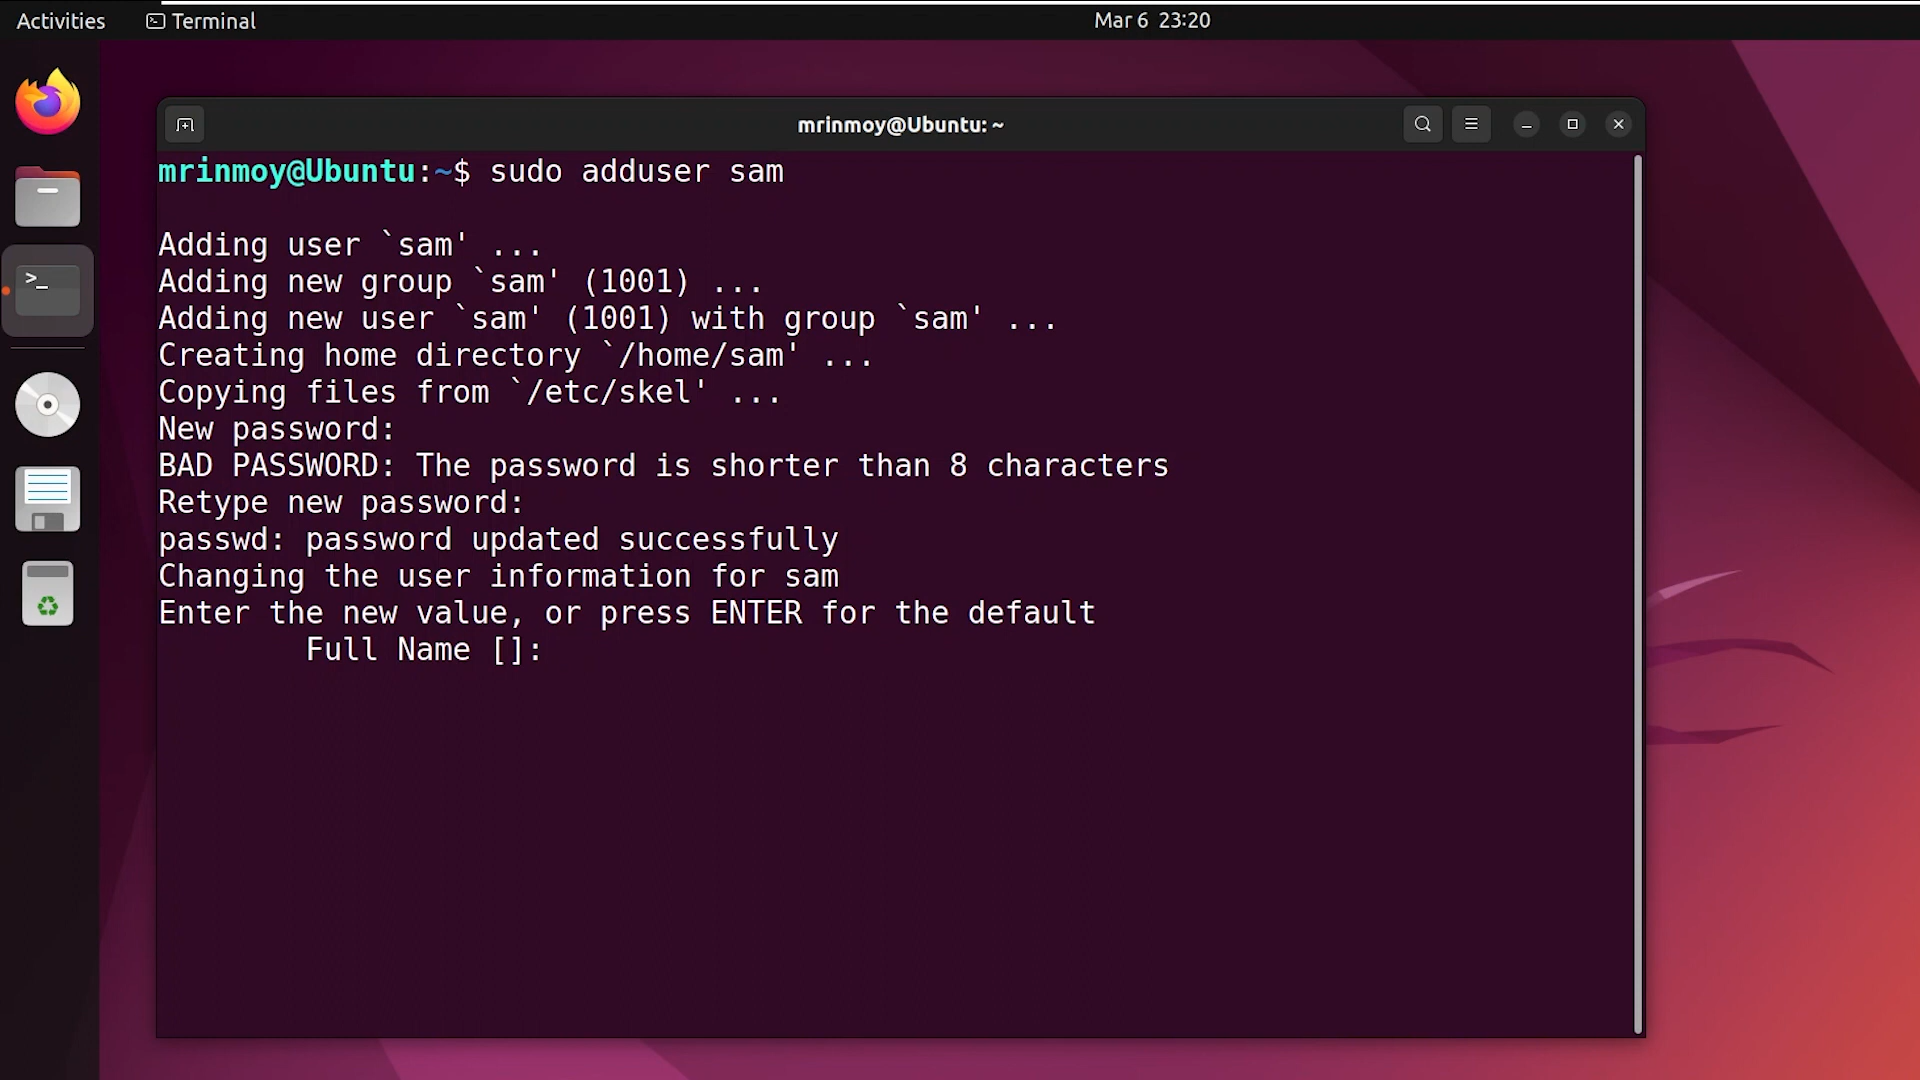 Activities Terminal Mar 6 23:20
mrinmoy@Ubuntu: ~
mrinmoy@Ubuntu:~$ sudo adduser sam
Adding user `sam' ...
Adding new group `sam' (1001) ...
Adding new user `sam' (1001) with group `sam' ...
Creating home directory `/home/sam' ...
Copying files from `/etc/skel' ...
New password:
BAD PASSWORD: The password is shorter than 8 characters
Retype new password:
passwd: password updated successfully
Changing the user information for sam
Enter the new value, or press ENTER for the default
Full Name []: